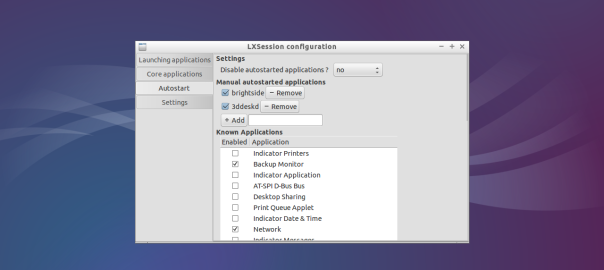 LXSession configuration
Launching applications
Core applications
Autostart
Settings
Settings
Disable autostarted applications ? no
Manual autostarted applications
brightside − Remove
3ddeskd − Remove
+ Add
Known Applications
Enabled Application
Indicator Printers
Backup Monitor
Indicator Application
AT-SPI D-Bus Bus
Desktop Sharing
Print Queue Applet
Indicator Date & Time
Network
Indicator Messages